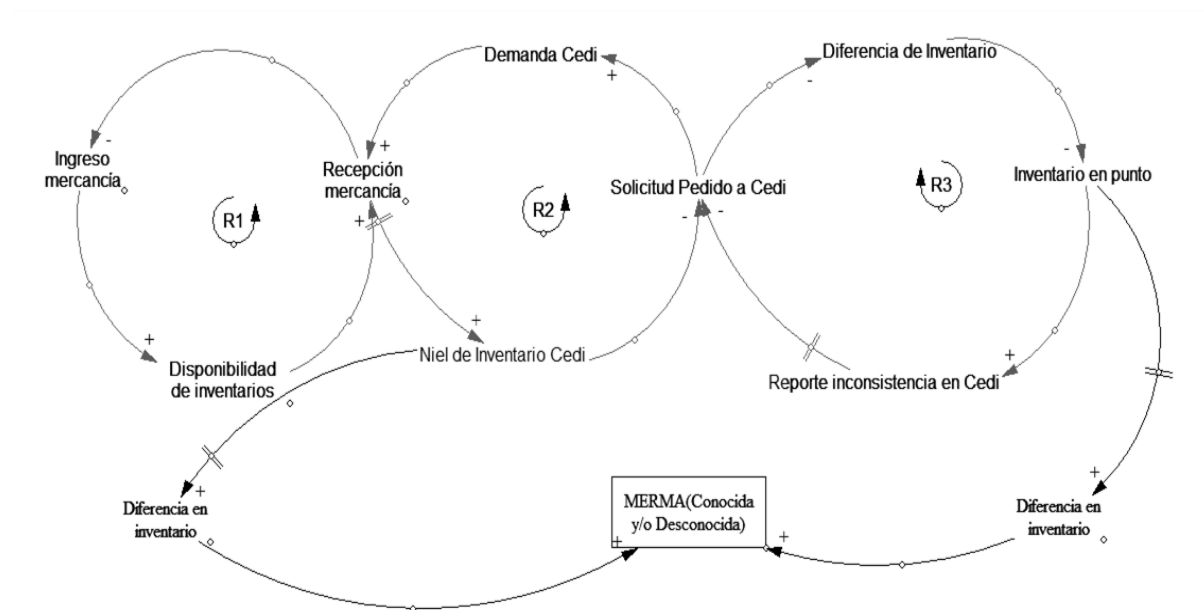 Demanda Cedi
+
Diferencia de Inventario
-
-
+
-
Ingreso
mercancía
Recepción
mercancía
Solicitud Pedido a Cedi
Inventario en punto
R1
R2
R3
+
-
-
+
+
+
Niel de Inventario Cedi
Disponibilidad
de inventarios
Reporte inconsistencia en Cedi
+
+
Diferencia en
inventario
MERMA(Conocida
y/o Desconocida)
+
+
Diferencia en
inventario